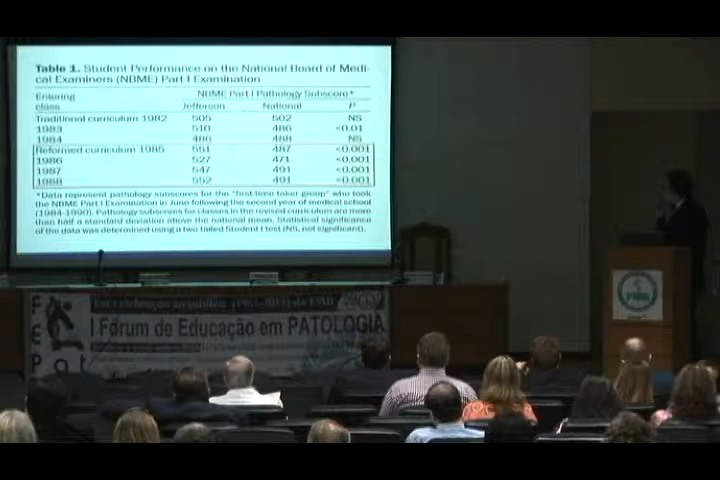 Table 1. Student Performance on the National Board of Medi-
cal Examiners (NBME) Part I Examination
Entering
class
NBME Part I Pathology Subscore*
Jefferson National P
Traditional curriculum 1982 505 502 NS
1983 510 486 <0.01
1984 486 488 NS
Reformed curriculum 1985 551 487 <0.001
1986 527 471 <0.001
1987 547 491 <0.001
1988 552 491 <0.001
*Data represent pathology subscores for the "first time taker group" who took
the NBME Part I Examination in June following the second year of medical school
(1984-1990). Pathology subscores for classes in the revised curriculum are more
than half a standard deviation above the national mean. Statistical significance
of the data was determined using a two tailed Student t test (NS, not significant).
I Fórum de Educação em PATOLOGIA